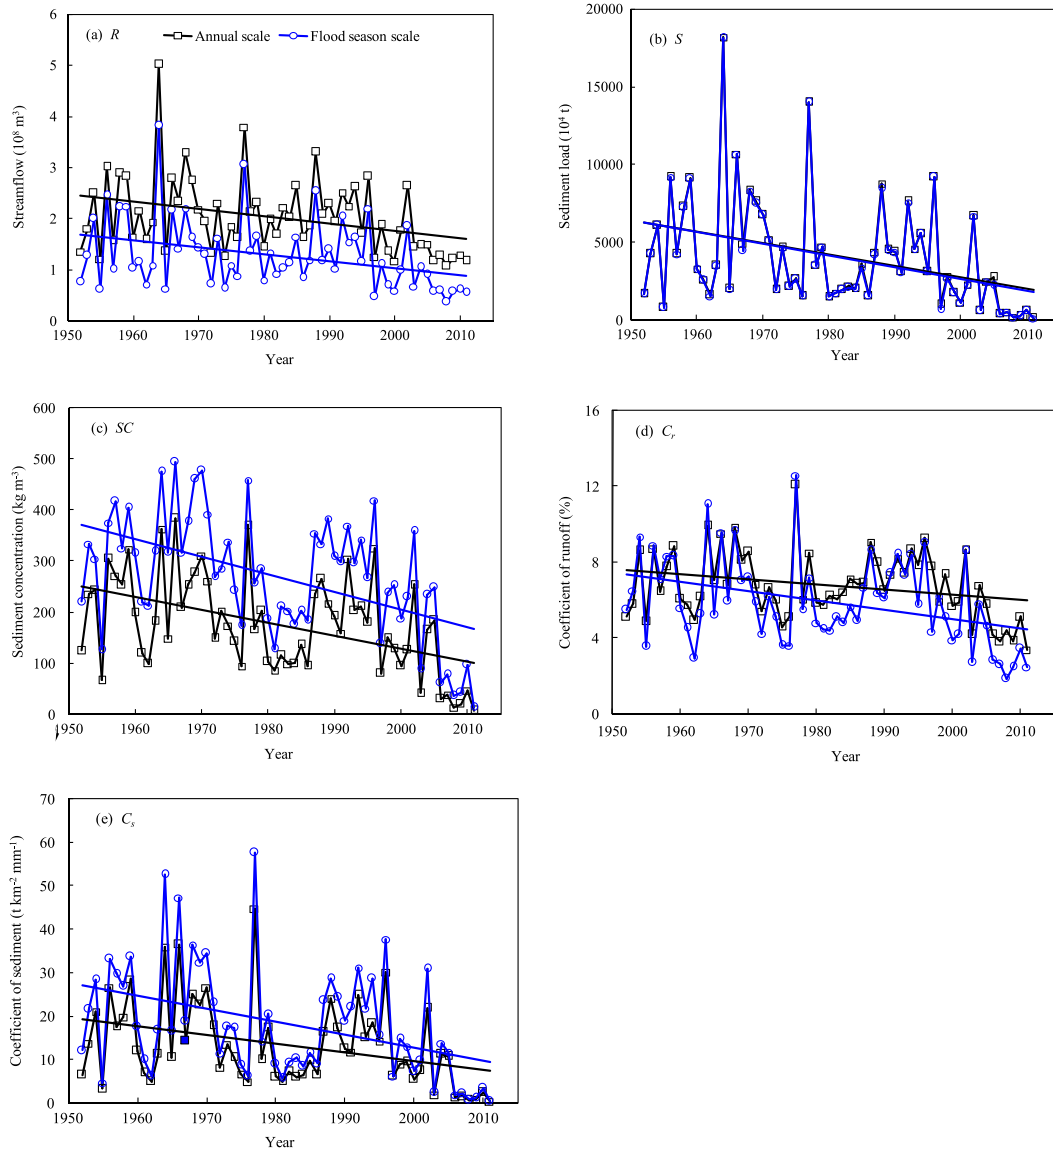 (a) R
Annual scale
Flood season scale
Streamflow (10⁸ m³)
6
5
4
3
2
1
0
1950 1960 1970 1980 1990 2000 2010
Year
(b) S
Sediment load (10⁴ t)
20000
15000
10000
5000
0
1950 1960 1970 1980 1990 2000 2010
Year
(c) SC
Sediment concentration (kg m⁻³)
600
500
400
300
200
100
0
1950 1960 1970 1980 1990 2000 2010
Year
(d) Cᵣ
Coefficient of runoff (%)
16
12
8
4
0
1950 1960 1970 1980 1990 2000 2010
Year
(e) Cₛ
Coefficient of sediment (t km⁻² mm⁻¹)
70
60
50
40
30
20
10
0
1950 1960 1970 1980 1990 2000 2010
Year